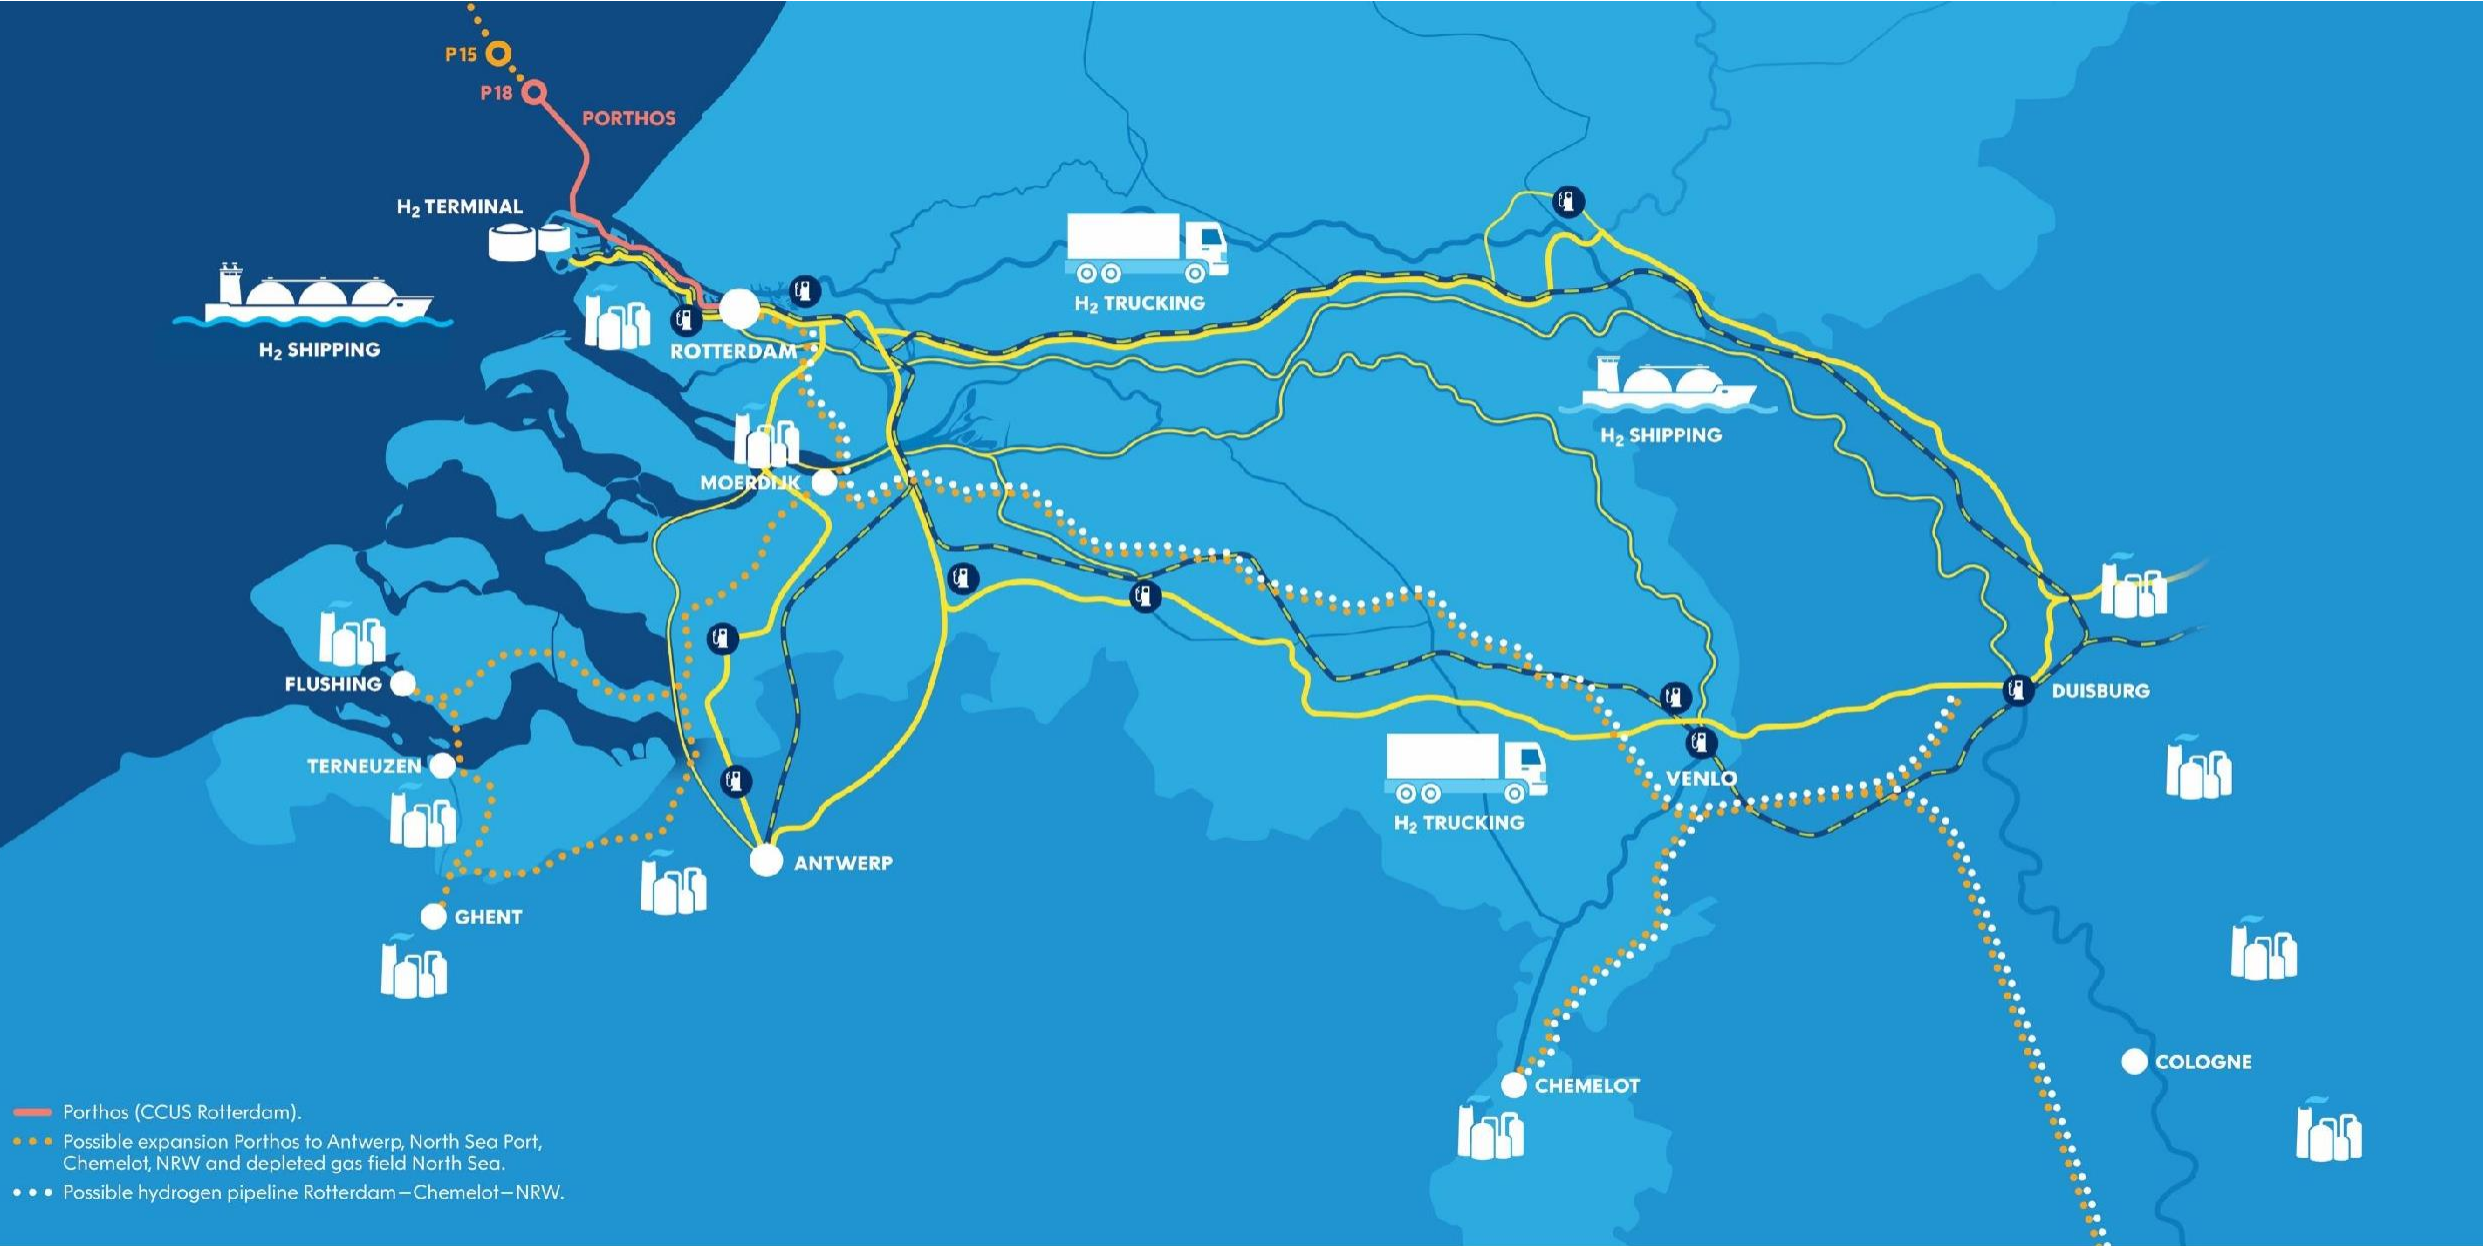 P15
P18
PORTHOS
H₂ TERMINAL
H₂ TRUCKING
H₂ SHIPPING
ROTTERDAM
H₂ SHIPPING
MOERDIJK
FLUSHING
DUISBURG
TERNEUZEN
VENLO
H₂ TRUCKING
ANTWERP
GHENT
COLOGNE
CHEMELOT
Porthos (CCUS Rotterdam).
Possible expansion Porthos to Antwerp, North Sea Port,
Chemelot, NRW and depleted gas field North Sea.
Possible hydrogen pipeline Rotterdam–Chemelot–NRW.